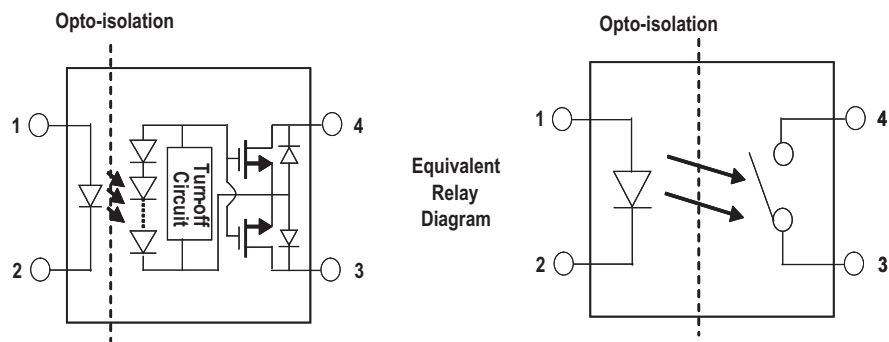 Opto-isolation
1
2
Turn-off
Circuit
4
3
Equivalent
Relay
Diagram
Opto-isolation
1
2
4
3